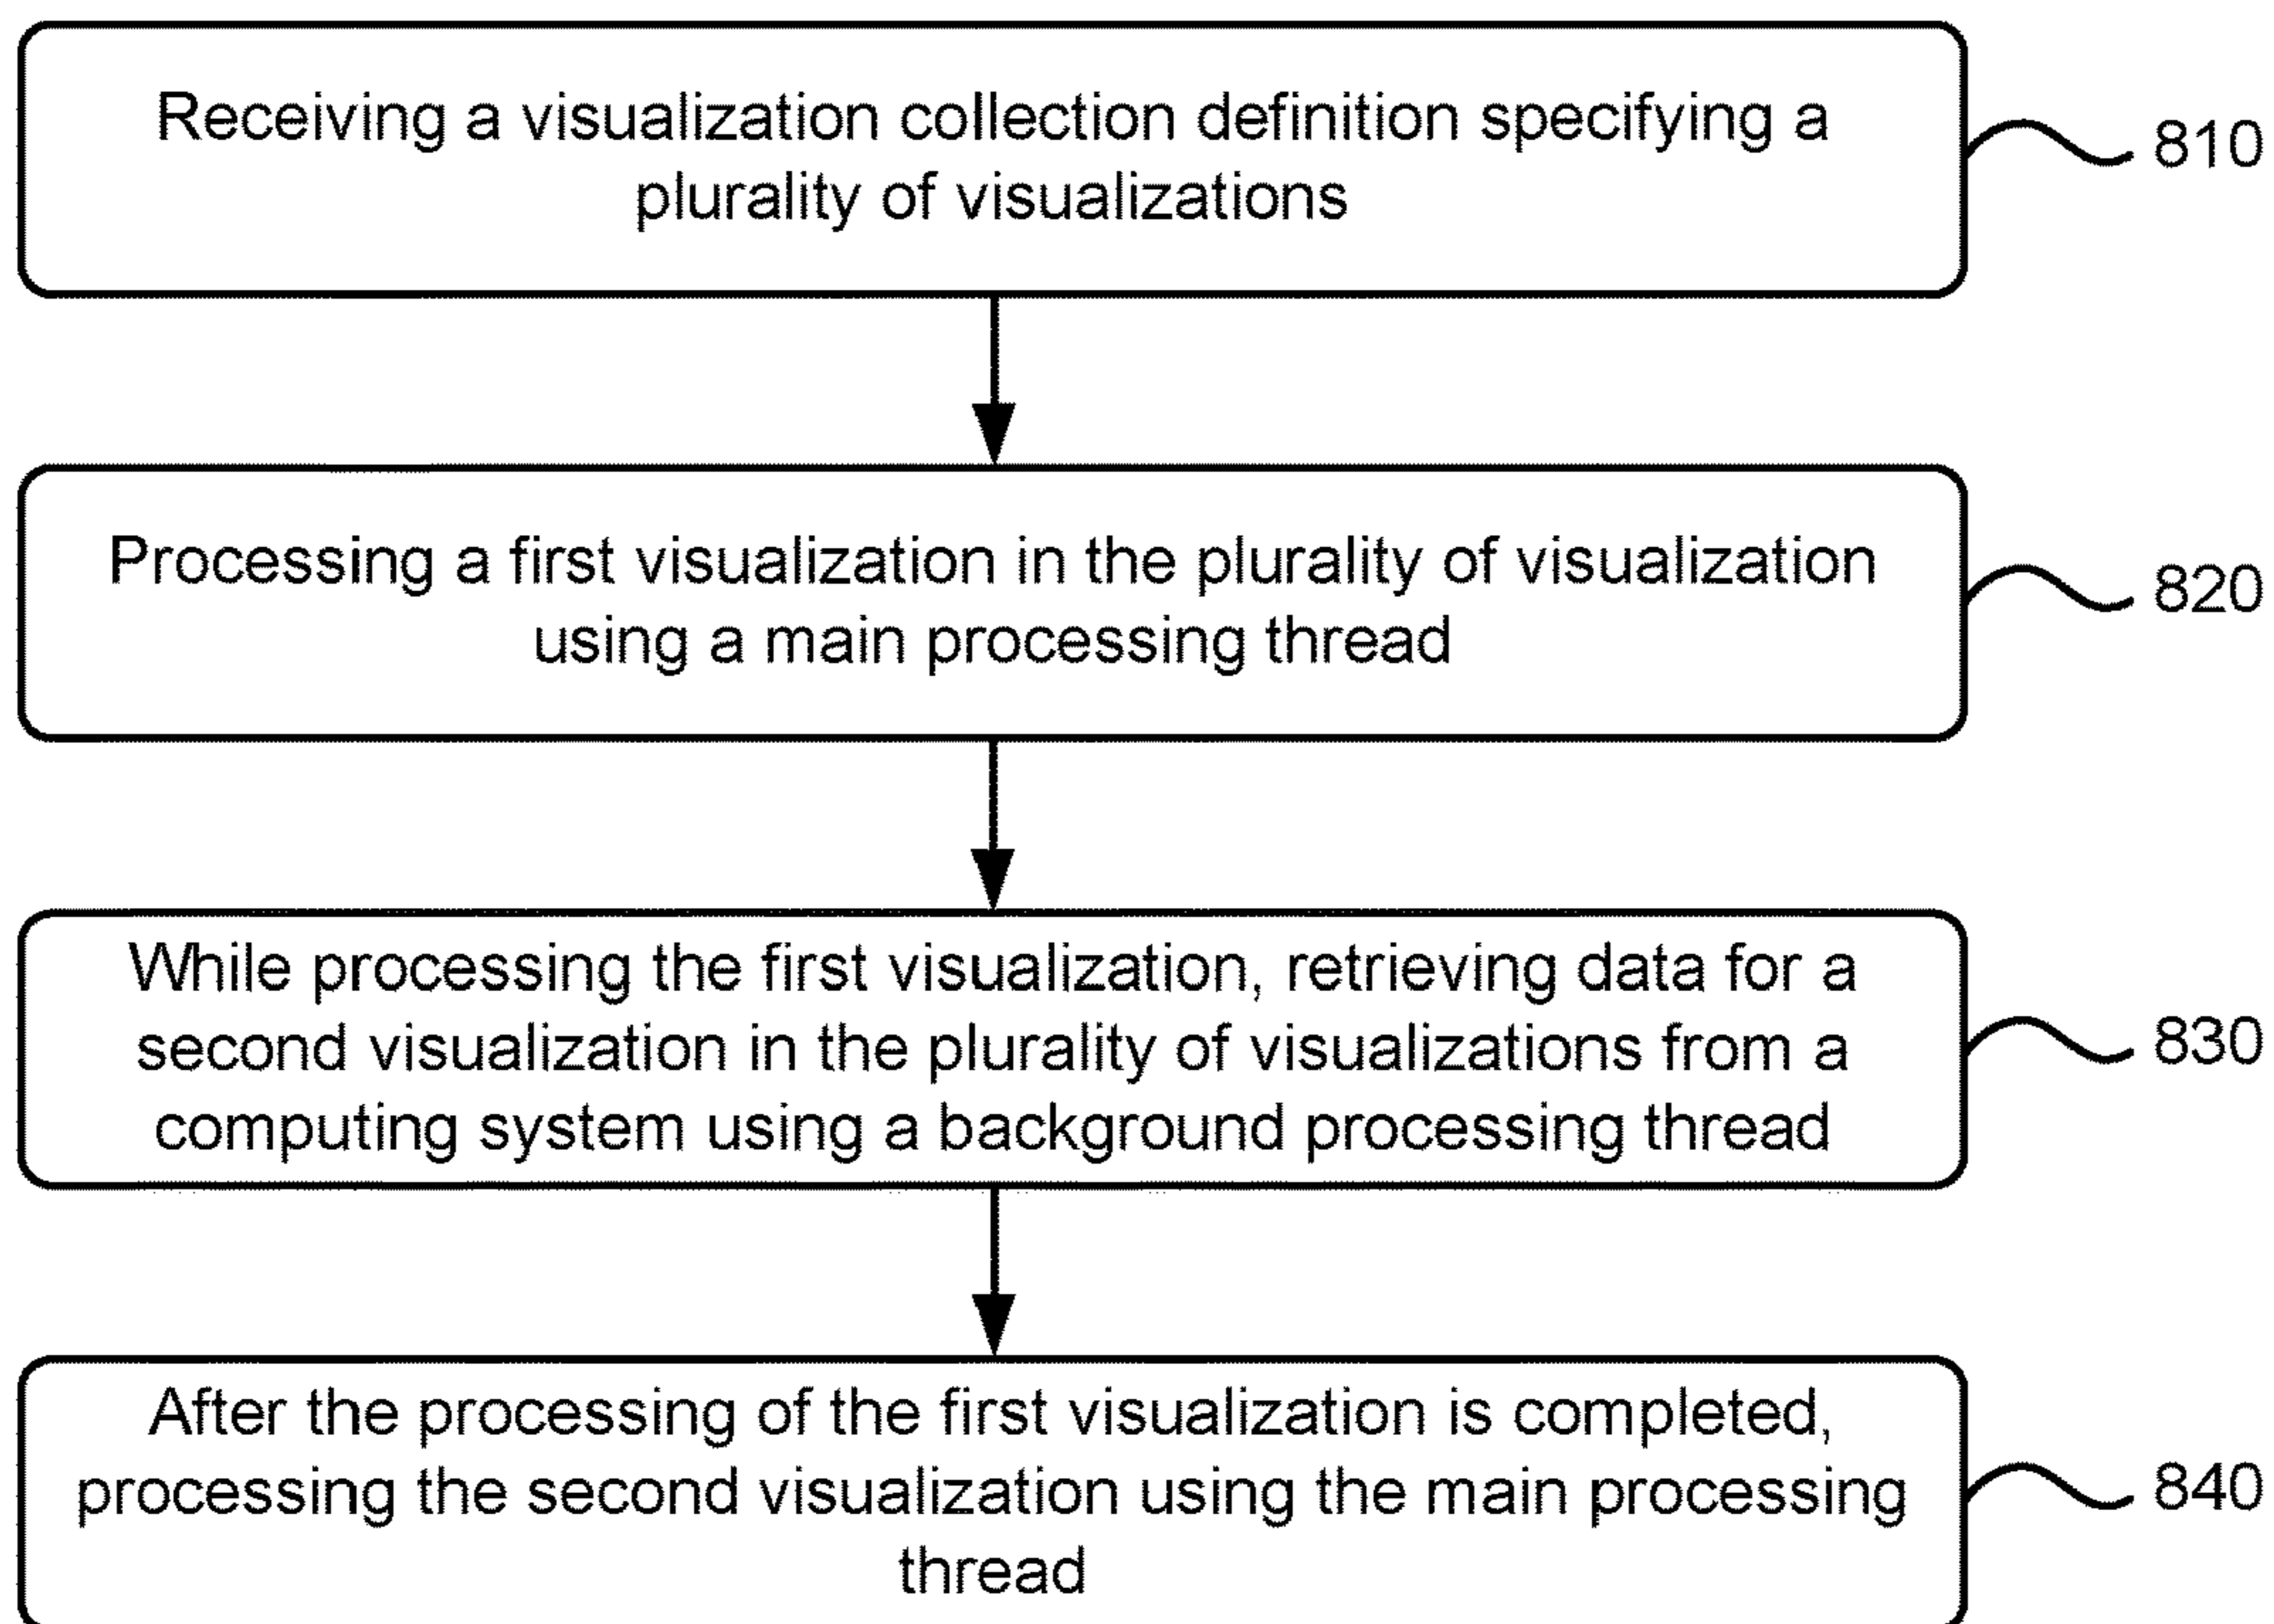 Receiving a visualization collection definition specifying a
plurality of visualizations
810
Processing a first visualization in the plurality of visualization
using a main processing thread
820
While processing the first visualization, retrieving data for a
second visualization in the plurality of visualizations from a
computing system using a background processing thread
830
After the processing of the first visualization is completed,
processing the second visualization using the main processing
thread
840